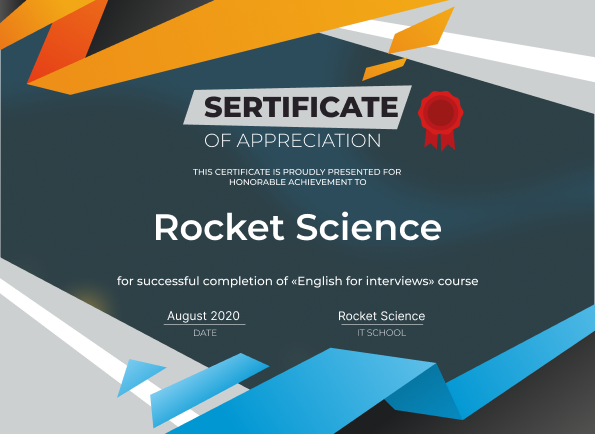 SERTIFICATE
OF APPRECIATION
THIS CERTIFICATE IS PROUDLY PRESENTED FOR
HONORABLE ACHIEVEMENT TO
Rocket Science
for successful completion of «English for interviews» course
August 2020
DATE
Rocket Science
IT SCHOOL